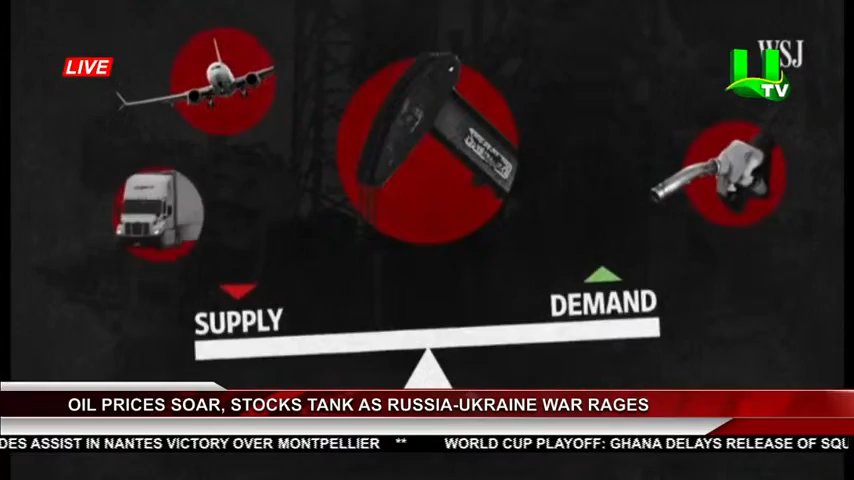 LIVE
WSJ
U
TV
SUPPLY
DEMAND
OIL PRICES SOAR, STOCKS TANK AS RUSSIA-UKRAINE WAR RAGES
DES ASSIST IN NANTES VICTORY OVER MONTPELLIER ** WORLD CUP PLAYOFF: GHANA DELAYS RELEASE OF SQU